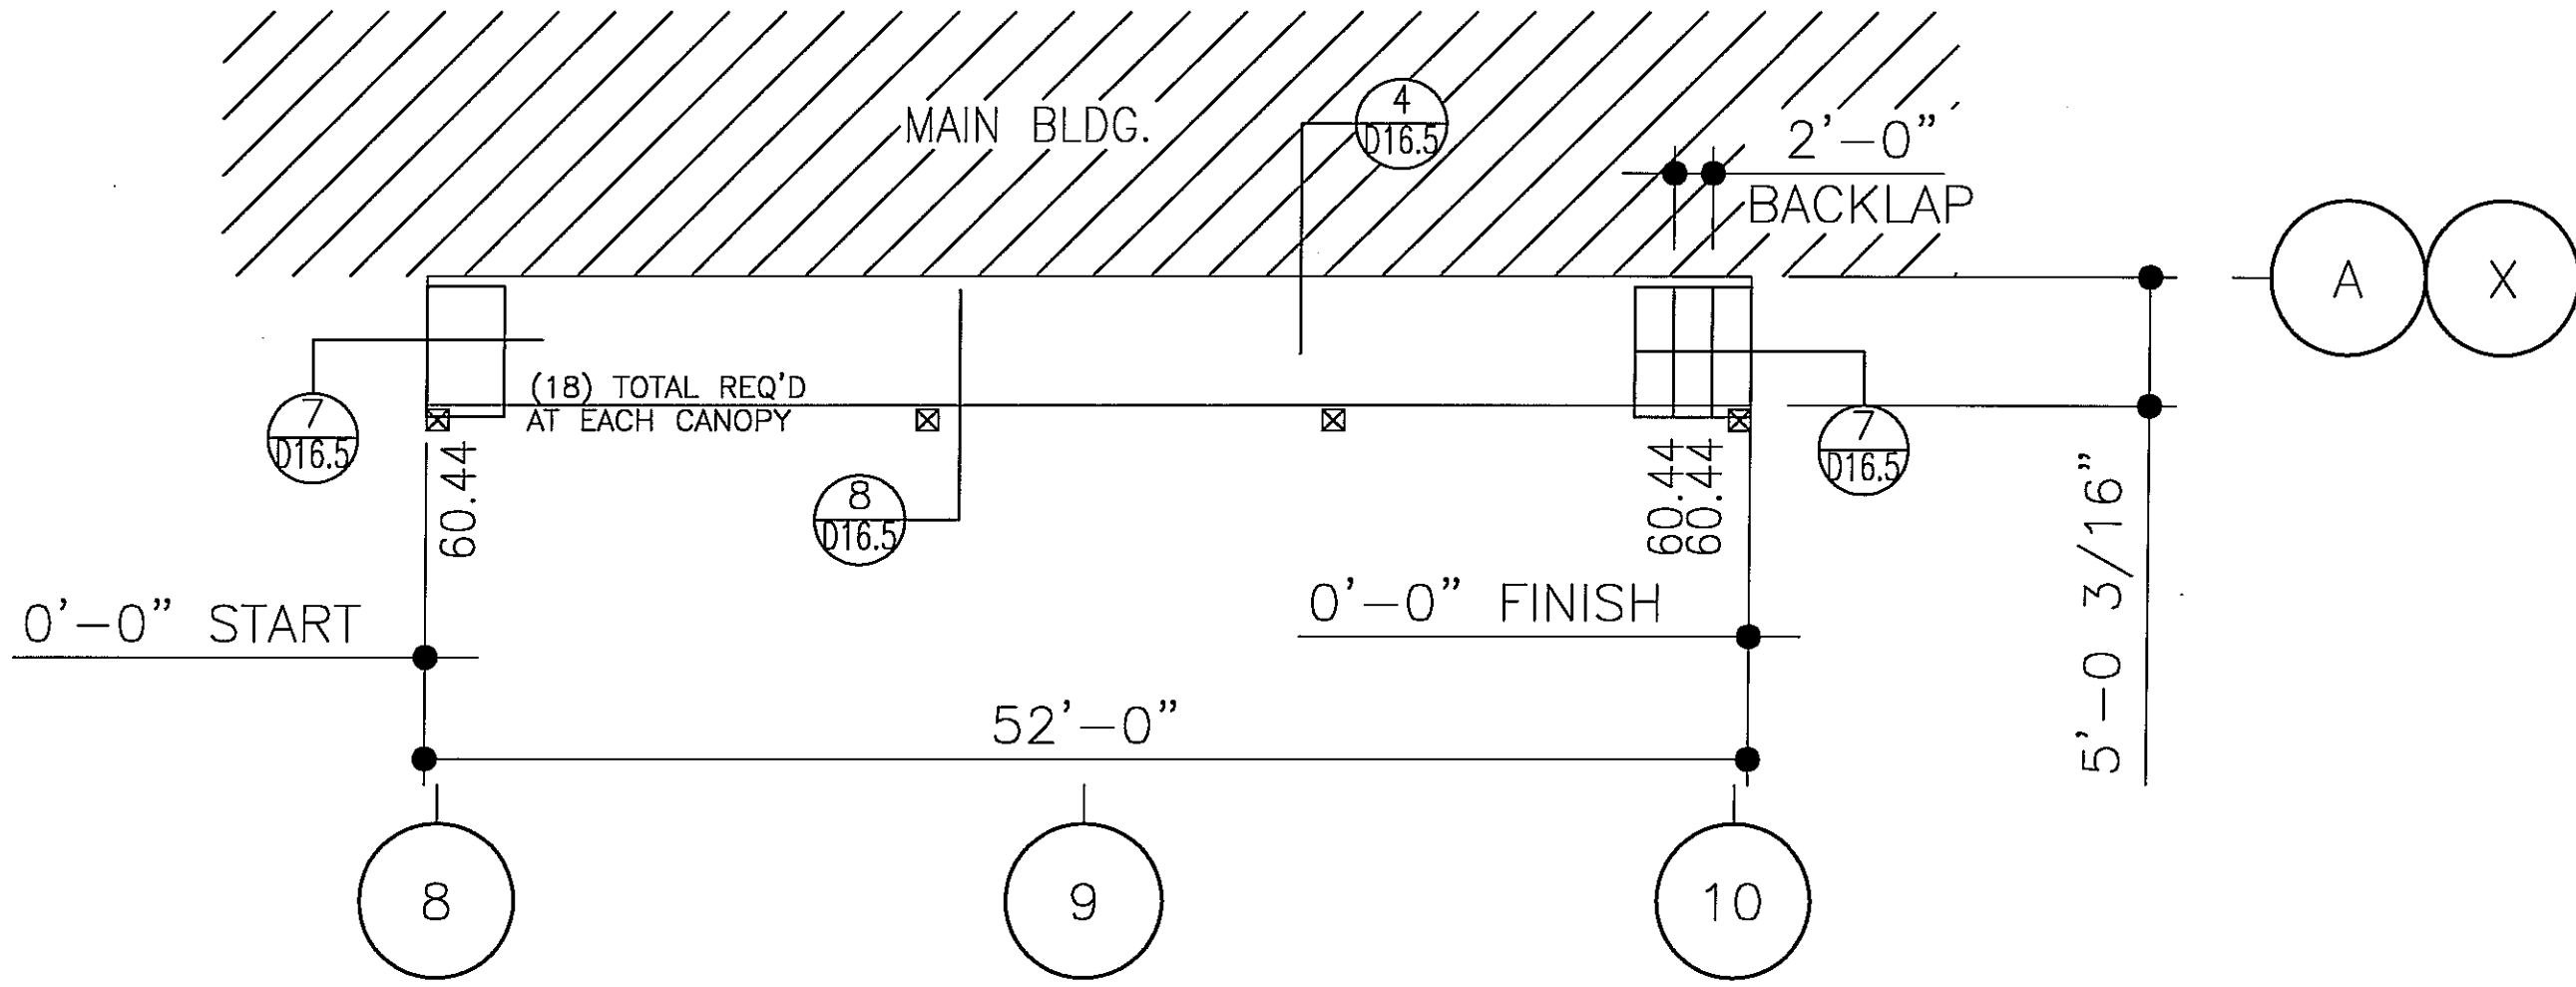 4
D16.5
MAIN BLDG.
2'-0"
BACKLAP
A
X
(18) TOTAL REQ'D
AT EACH CANOPY
7
D16.5
7
D16.5
8
D16.5
60.44
60.44
60.44
5'-0 3/16"
0'-0" START
0'-0" FINISH
52'-0"
8
9
10